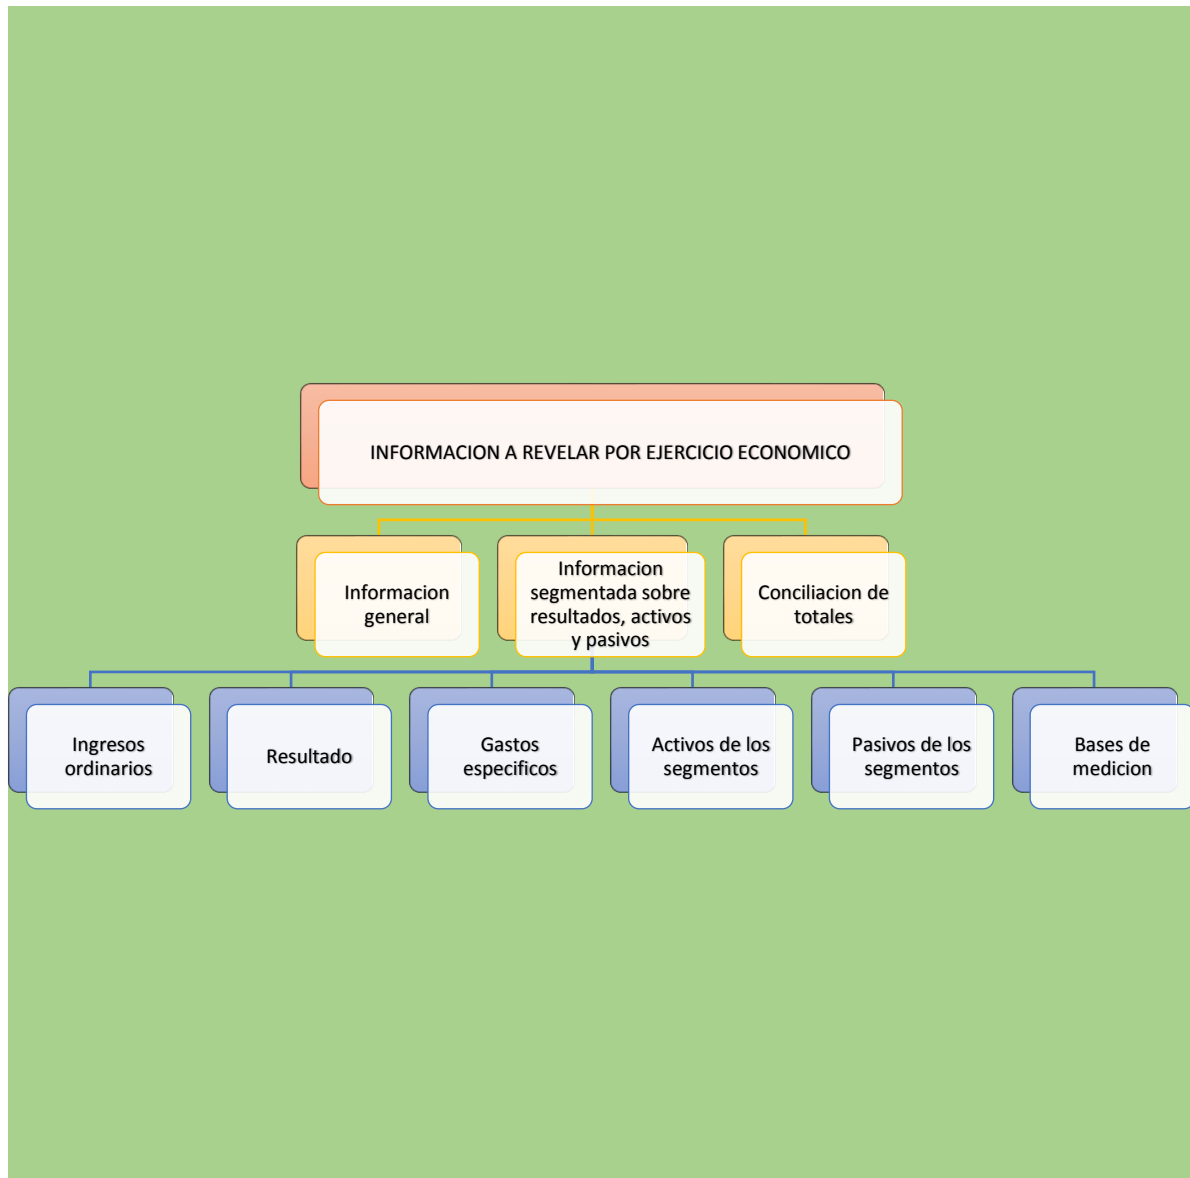 INFORMACION A REVELAR POR EJERCICIO ECONOMICO
Informacion
general
Informacion
segmentada sobre
resultados, activos
y pasivos
Conciliacion de
totales
Ingresos
ordinarios
Resultado
Gastos
especificos
Activos de los
segmentos
Pasivos de los
segmentos
Bases de
medicion